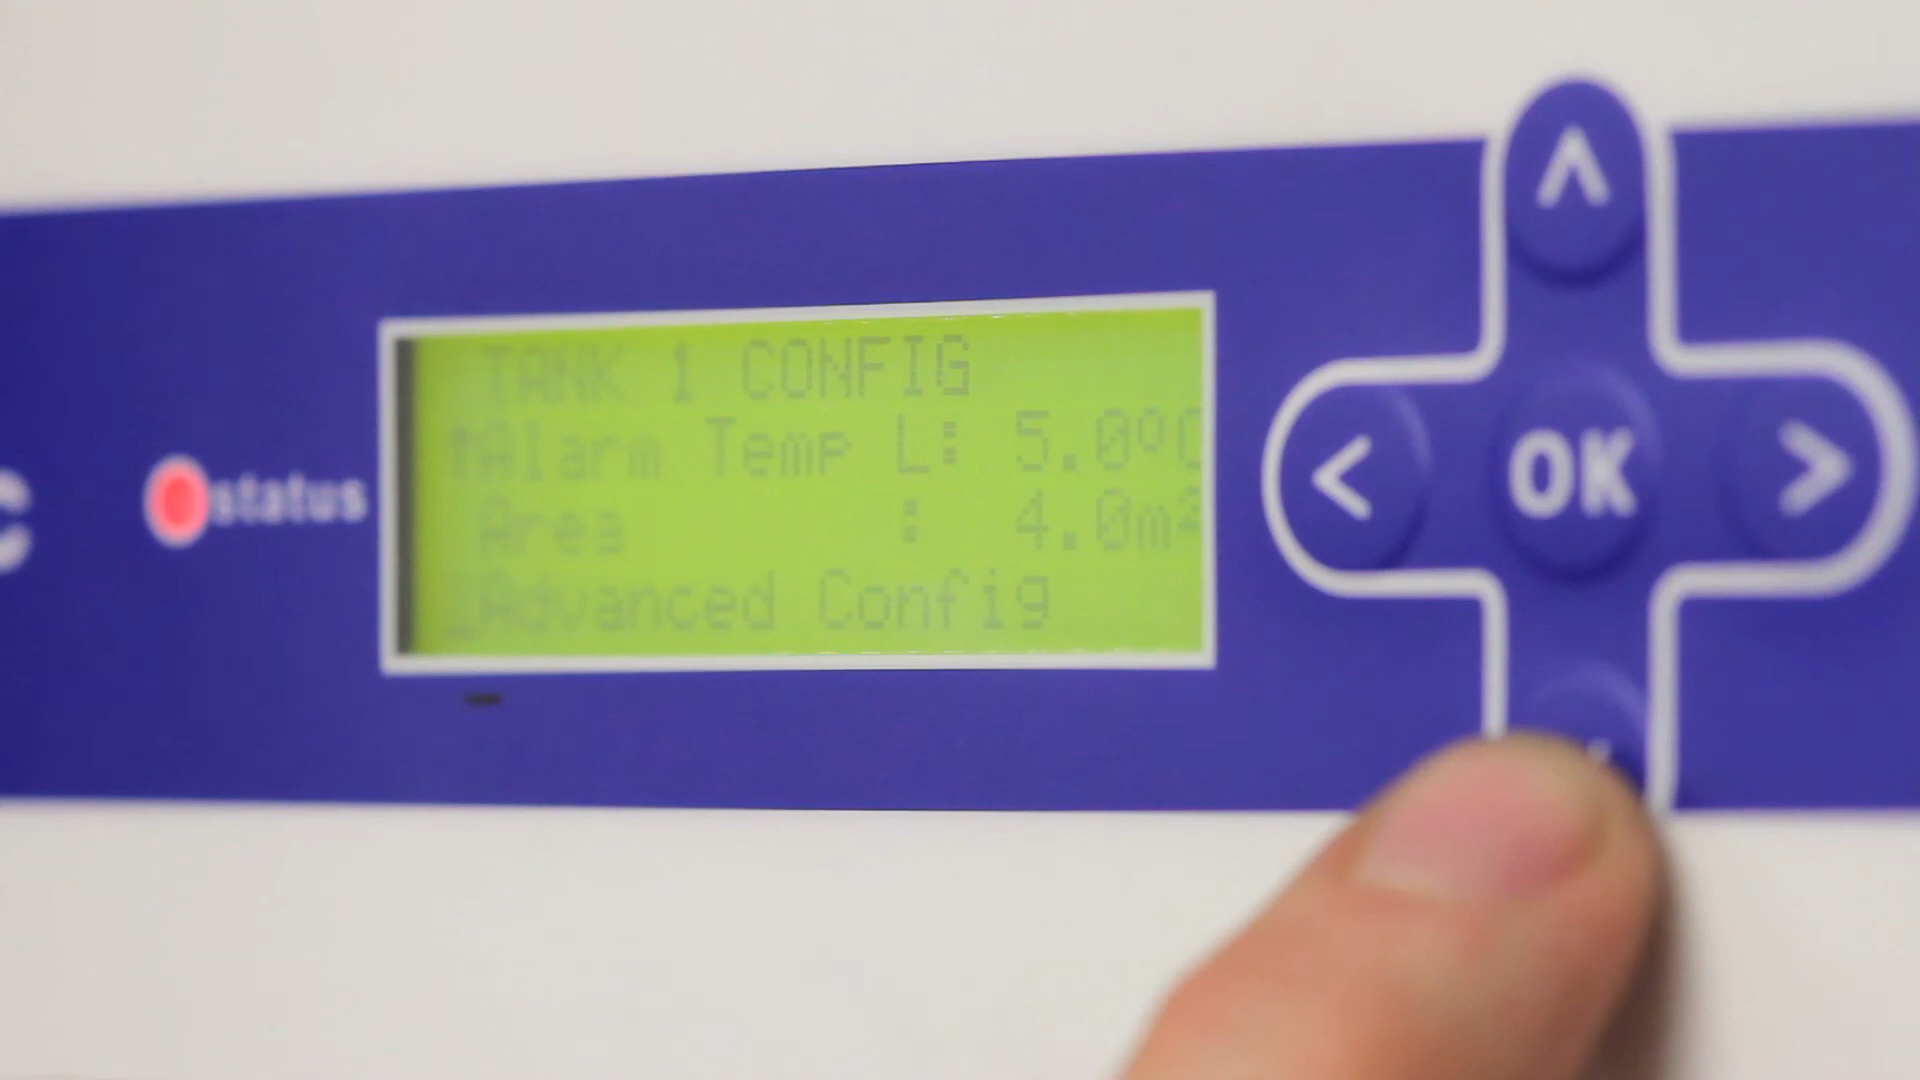 status
TANK 1 CONFIG
↑Alarm Temp L: 5.0°C
Area : 4.0m²
Advanced Config
^
< OK >